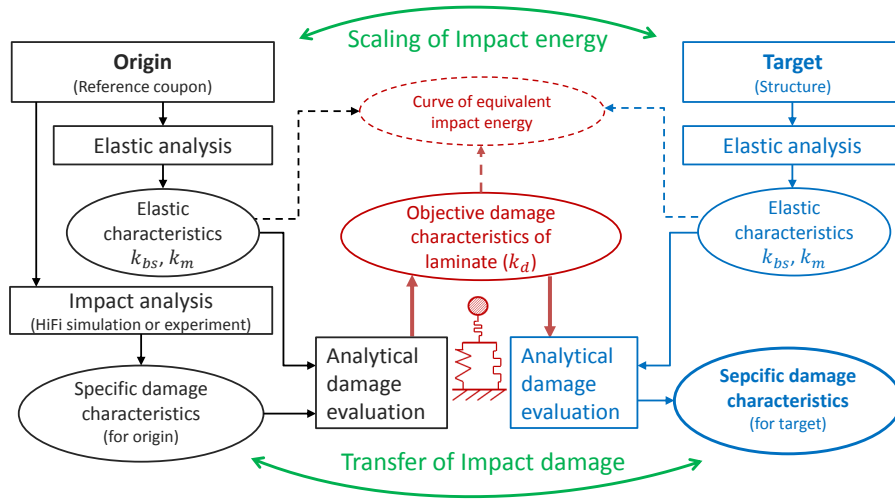 Scaling of Impact energy
Origin
(Reference coupon)
Elastic analysis
Elastic
characteristics
k_bs, k_m
Impact analysis
(HiFi simulation or experiment)
Specific damage
characteristics
(for origin)
Curve of equivalent
impact energy
Objective damage
characteristics of
laminate (k_d)
Analytical
damage
evaluation
Analytical
damage
evaluation
Target
(Structure)
Elastic analysis
Elastic
characteristics
k_bs, k_m
Sepcific damage
characteristics
(for target)
Transfer of Impact damage